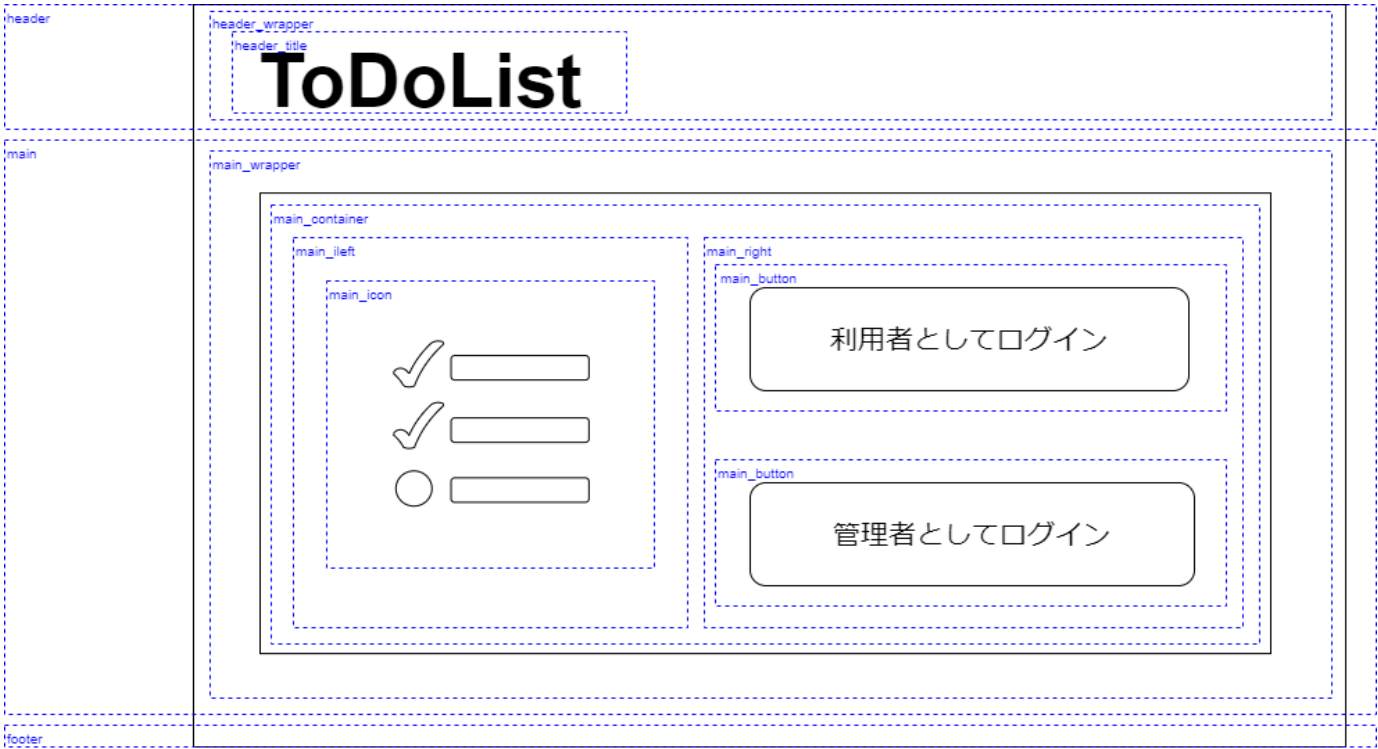 header
header_wrapper
header_title
ToDoList
main
main_wrapper
main_container
main_ileft
main_icon
main_right
main_button
利用者としてログイン
main_button
管理者としてログイン
footer